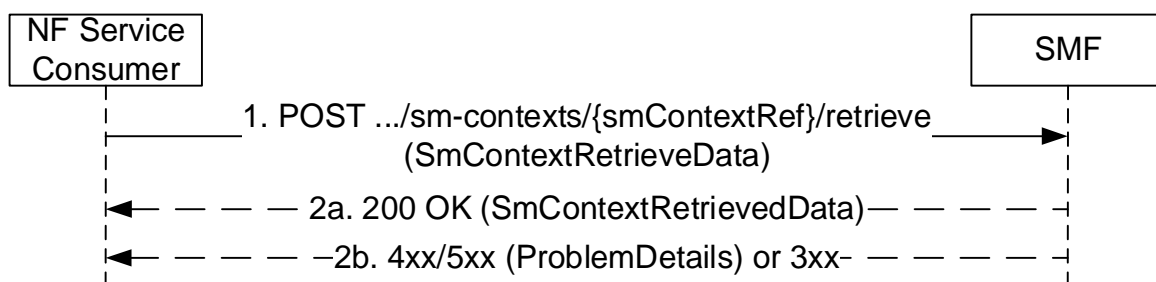 NF Service
Consumer
SMF
1. POST .../sm-contexts/{smContextRef}/retrieve
(SmContextRetrieveData)
2a. 200 OK (SmContextRetrievedData)
2b. 4xx/5xx (ProblemDetails) or 3xx